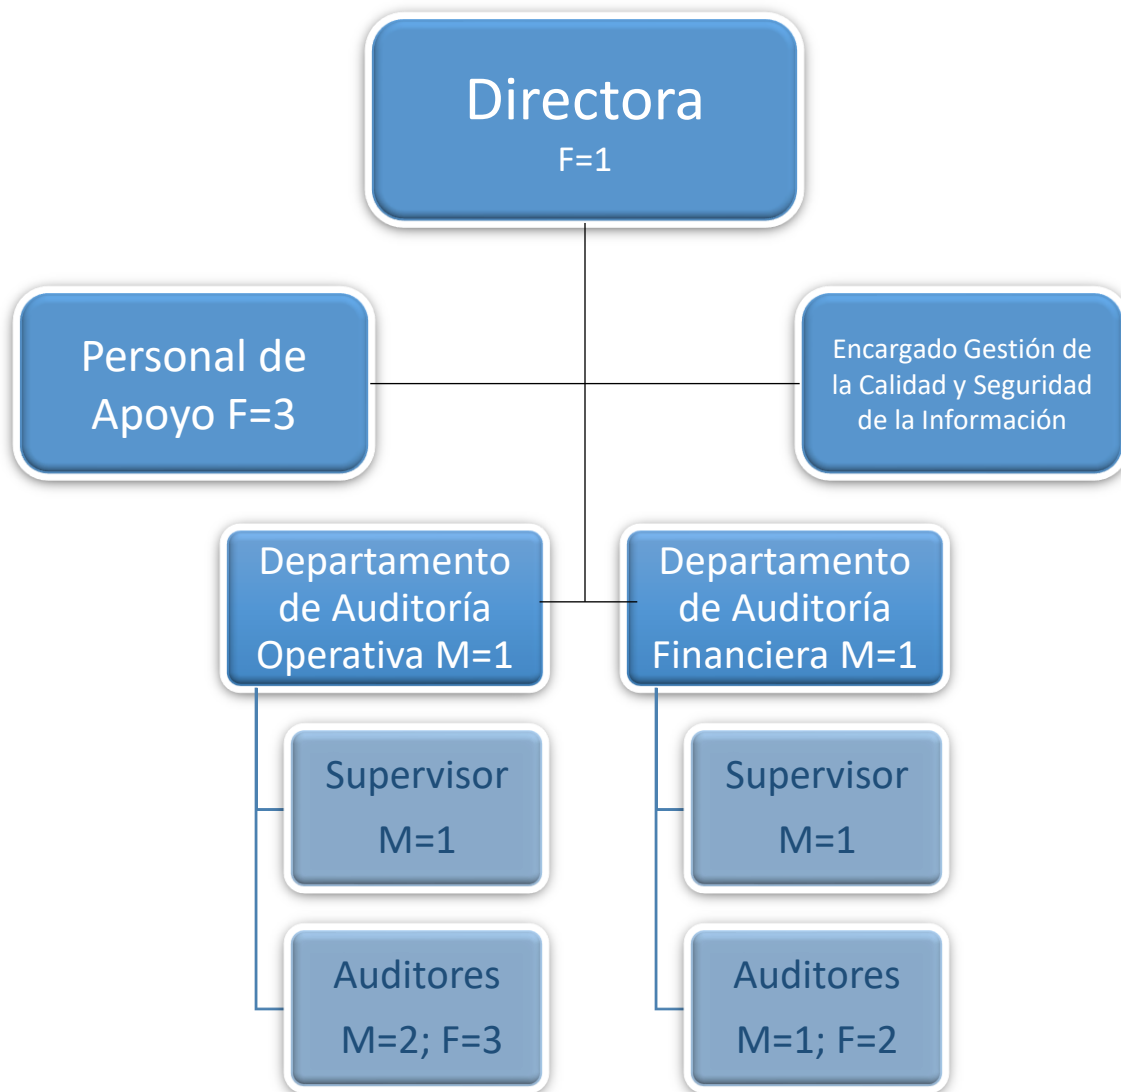 Directora
F=1
Personal de
Apoyo F=3
Encargado Gestión de
la Calidad y Seguridad
de la Información
Departamento
de Auditoría
Operativa M=1
Departamento
de Auditoría
Financiera M=1
Supervisor
M=1
Supervisor
M=1
Auditores
M=2; F=3
Auditores
M=1; F=2